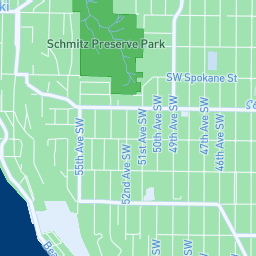 ki
Schmitz Preserve Park
SW Spokane St
55th Ave SW
52nd Ave SW
51st Ave SW
50th Ave SW
49th Ave SW
47th Ave SW
46th Ave SW